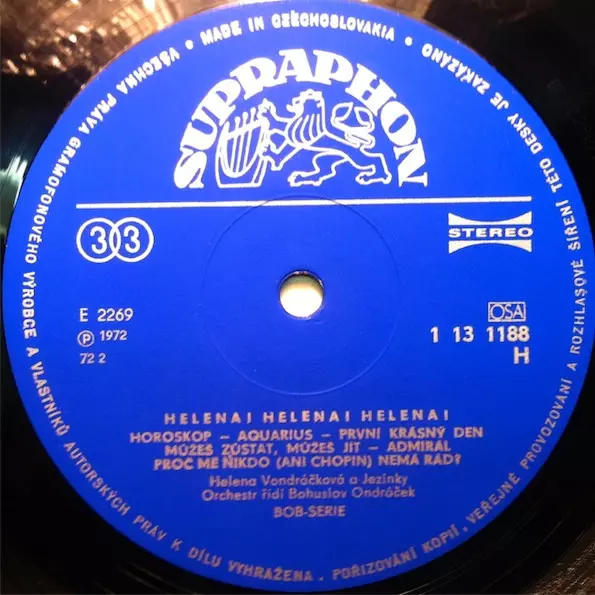 VŠECHNA PRÁVA GRAMOFONOVÉHO VÝROBCE A VLASTNÍKŮ AUTORSKÝCH PRÁV K DÍLU VYHRAŽENA. POŘIZOVÁNÍ KOPIÍ, VEŘEJNÉ PROVOZOVÁNÍ A ROZHLASOVÉ ŠÍŘENÍ TÉTO DESKY JE ZAKÁZÁNO • MADE IN CZECHOSLOVAKIA •
SUPRAPHON
33
STEREO
E 2269
℗ 1972
72 2
OSA
1 13 1188
H
HELENA! HELENA! HELENA!
HOROSKOP – AQUARIUS – PRVNÍ KRÁSNÝ DEN
MŮŽEŠ ZŮSTAT, MŮŽEŠ JÍT – ADMIRÁL
PROČ MĚ NIKDO (ANI CHOPIN) NEMÁ RÁD?
Helena Vondráčková a Jezinky
Orchestr řídí Bohuslav Ondráček
BOB-SERIE